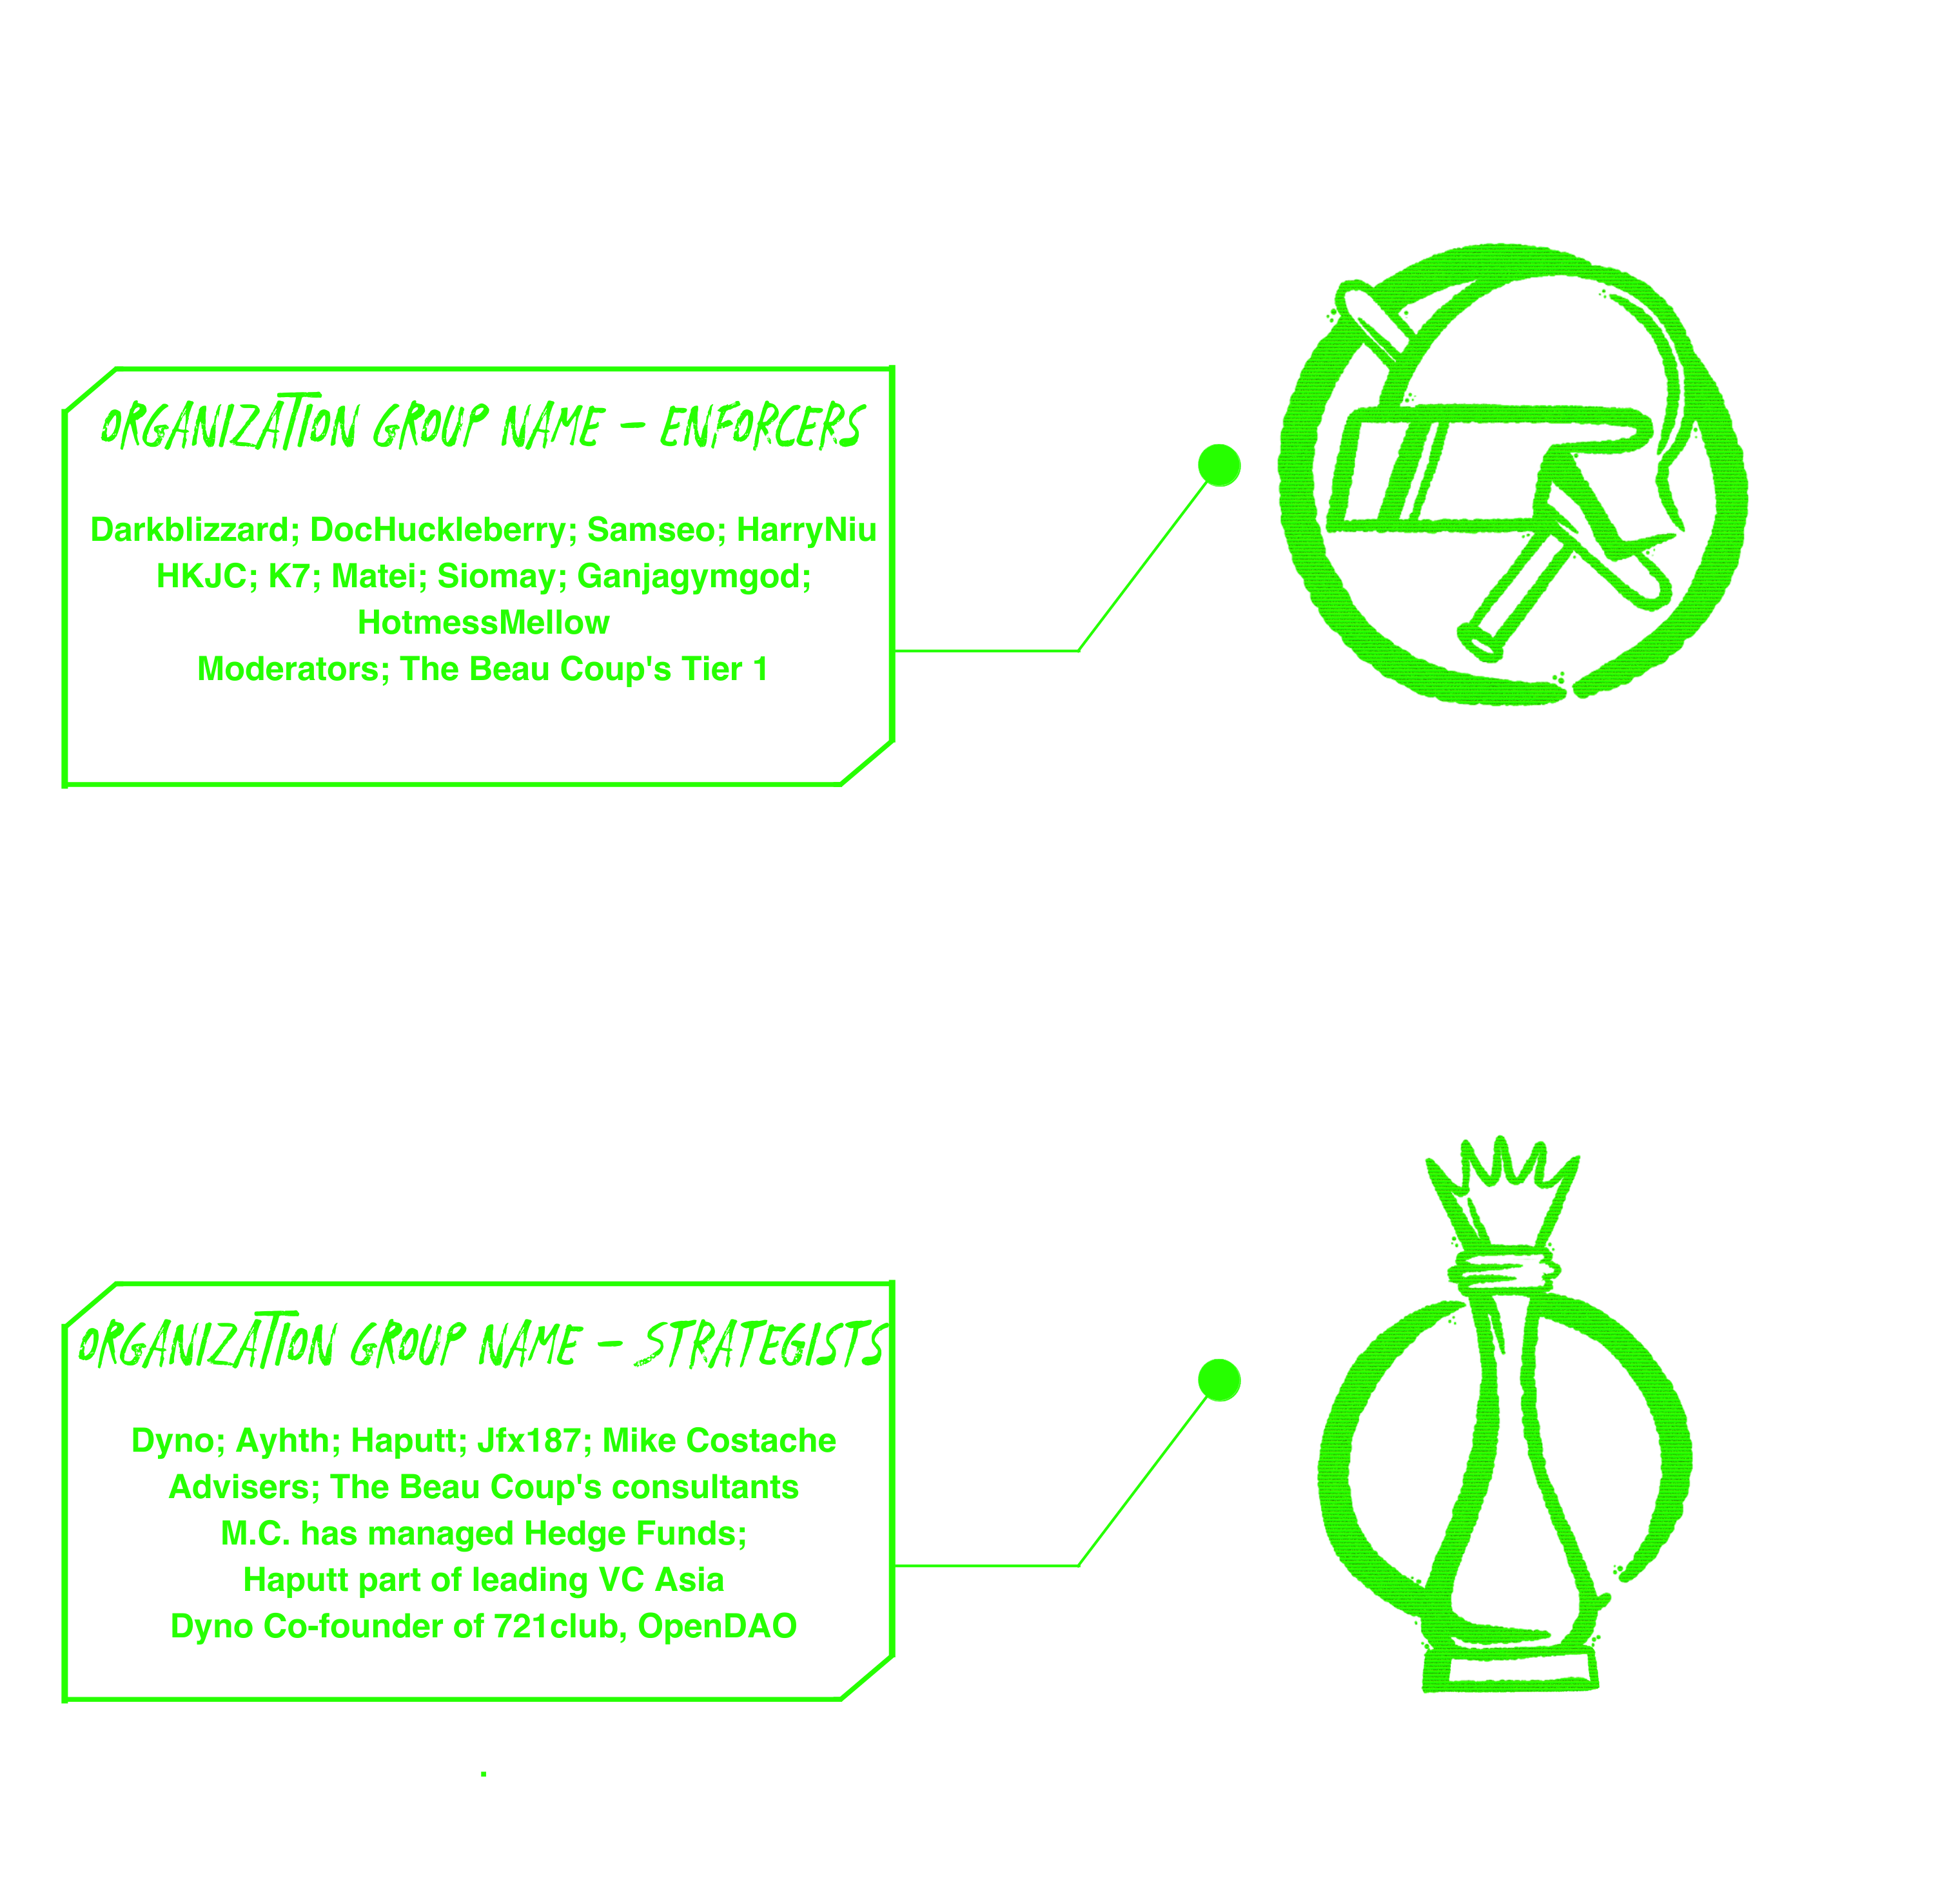 ORGANIZATION GROUP NAME - ENFORCERS
Darkblizzard; DocHuckleberry; Samseo; HarryNiu
HKJC; K7; Matei; Siomay; Ganjagymgod;
HotmessMellow
Moderators; The Beau Coup's Tier 1
ORGANIZATION GROUP NAME - STRATEGISTS
Dyno; Ayhth; Haputt; Jfx187; Mike Costache
Advisers; The Beau Coup's consultants
M.C. has managed Hedge Funds;
Haputt part of leading VC Asia
Dyno Co-founder of 721club, OpenDAO
.